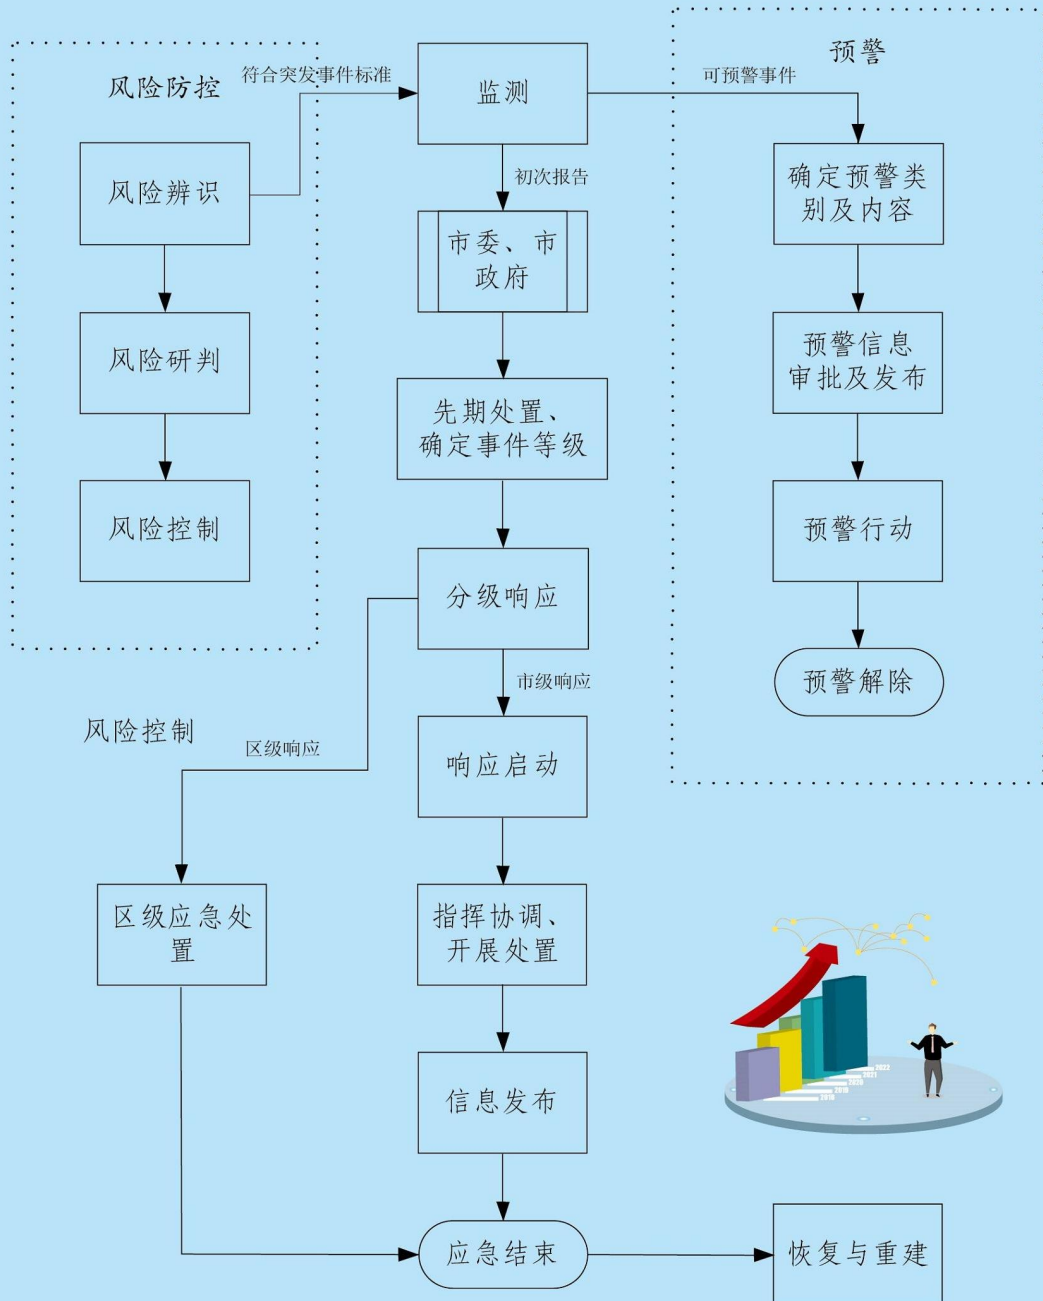 风险防控
符合突发事件标准
监测
可预警事件
预警
风险辨识
初次报告
确定预警类
别及内容
市委、市
政府
风险研判
预警信息
审批及发布
先期处置、
确定事件等级
风险控制
预警行动
分级响应
市级响应
预警解除
风险控制
区级响应
响应启动
区级应急处
置
指挥协调、
开展处置
信息发布
2022
2021
2020
2019
2018
应急结束
恢复与重建